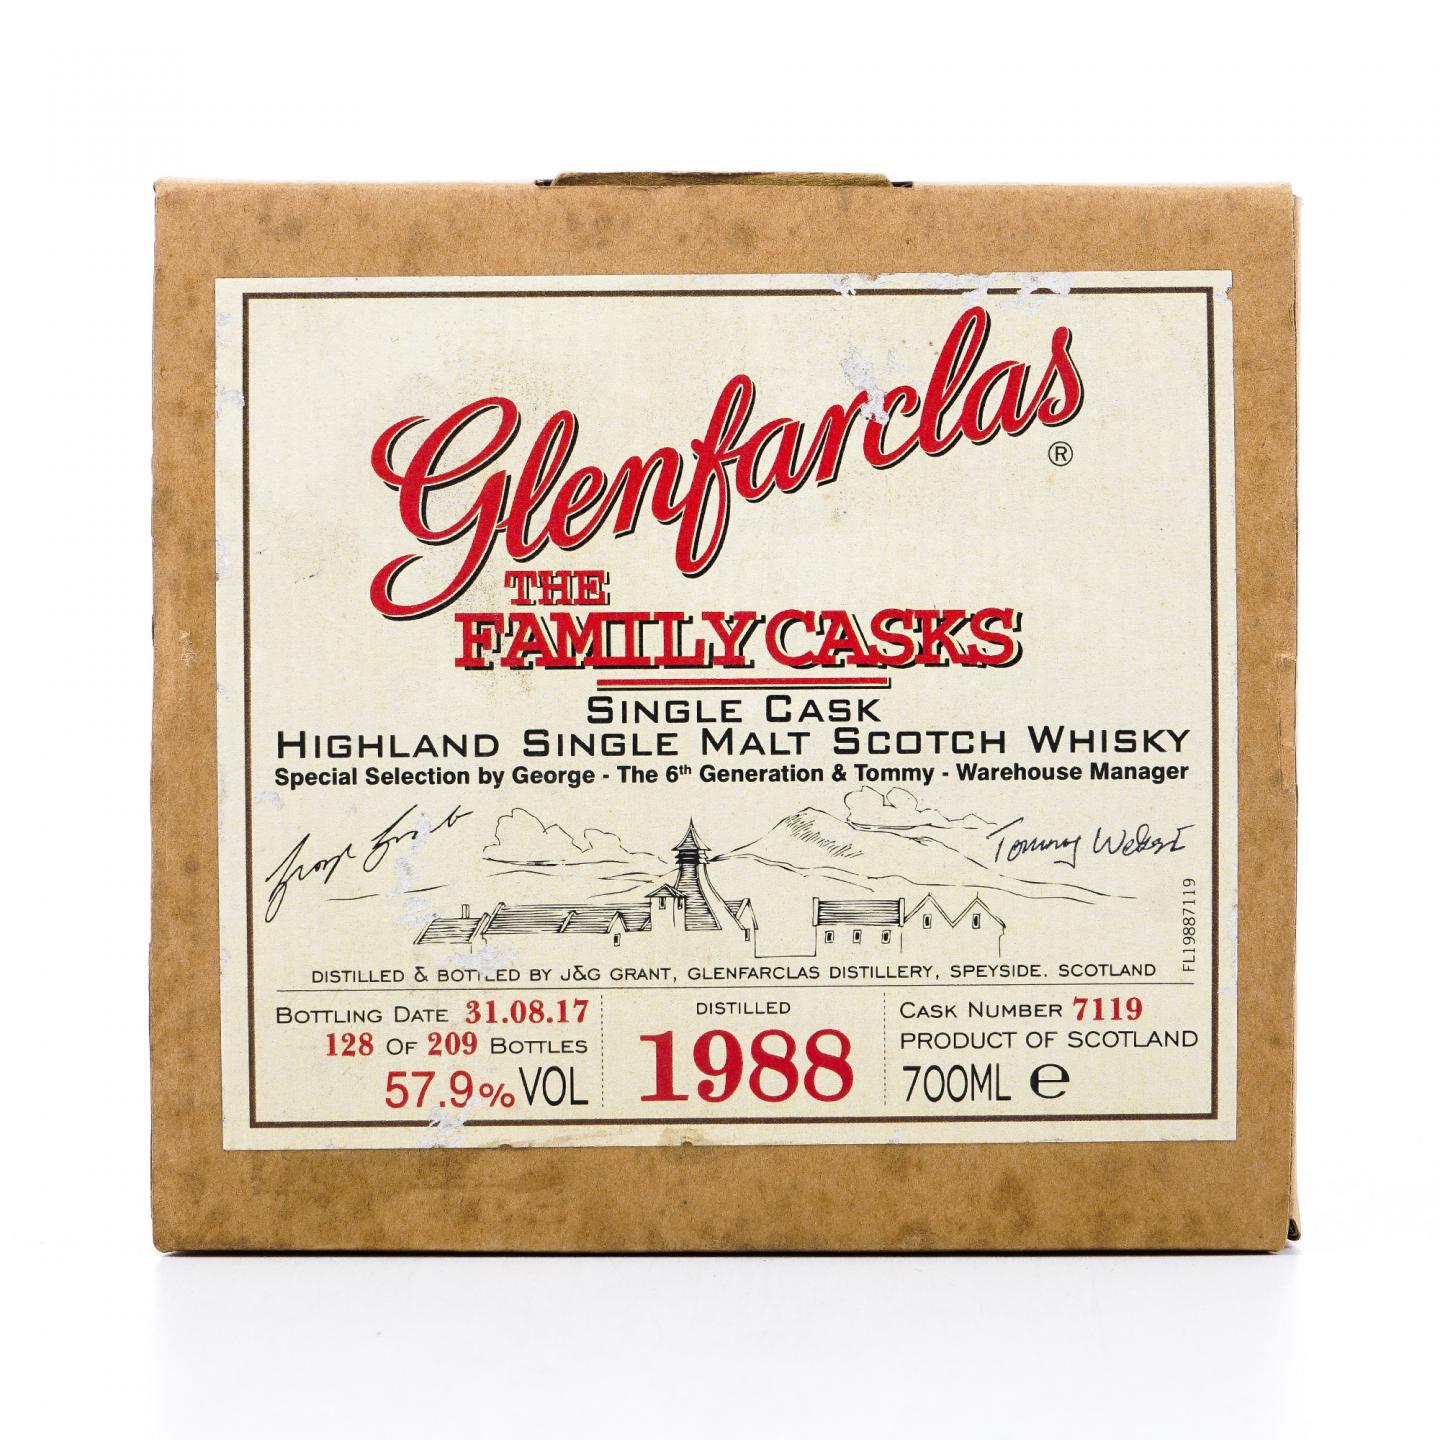 Glenfarclas
®
THE
FAMILY CASKS
SINGLE CASK
HIGHLAND SINGLE MALT SCOTCH WHISKY
Special Selection by George - The 6th Generation & Tommy - Warehouse Manager
Tommy
FL19887119
DISTILLED & BOTTLED BY J&G GRANT, GLENFARCLAS DISTILLERY, SPEYSIDE. SCOTLAND
BOTTLING DATE 31.08.17
128 OF 209 BOTTLES
57.9% VOL
DISTILLED
1988
CASK NUMBER 7119
PRODUCT OF SCOTLAND
700ML e